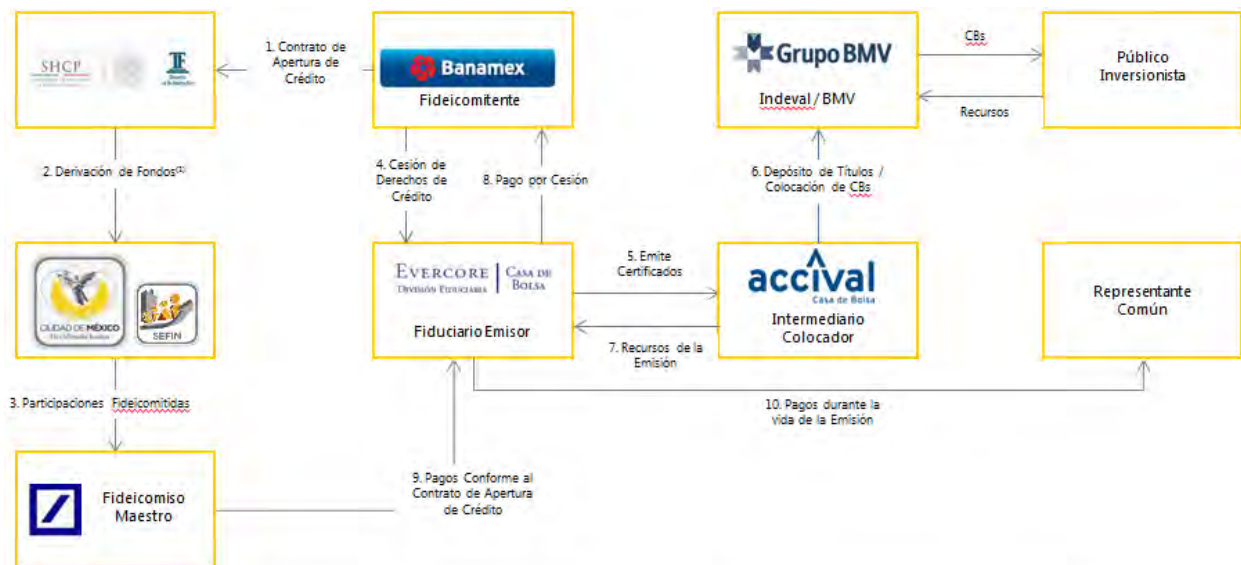 SHCP
1. Contrato de
Apertura de
Crédito
Banamex
Fideicomitente
Grupo BMV
Indeval / BMV
CBs
Recursos
Público
Inversionista
2. Derivación de Fondos(1)
4. Cesión de
Derechos de
Crédito
8. Pago por Cesión
6. Depósito de Títulos /
Colocación de CBs
CIUDAD DE MÉXICO
SEFIN
EVERCORE
DIVISIÓN FIDUCIARIA
CASA DE
BOLSA
Fiduciario Emisor
5. Emite
Certificados
7. Recursos de la
Emisión
accival
Casa de Bolsa
Intermediario
Colocador
Representante
Común
3. Participaciones Fideicomitidas
10. Pagos durante la
vida de la Emisión
Fideicomiso
Maestro
9. Pagos Conforme al
Contrato de Apertura
de Crédito